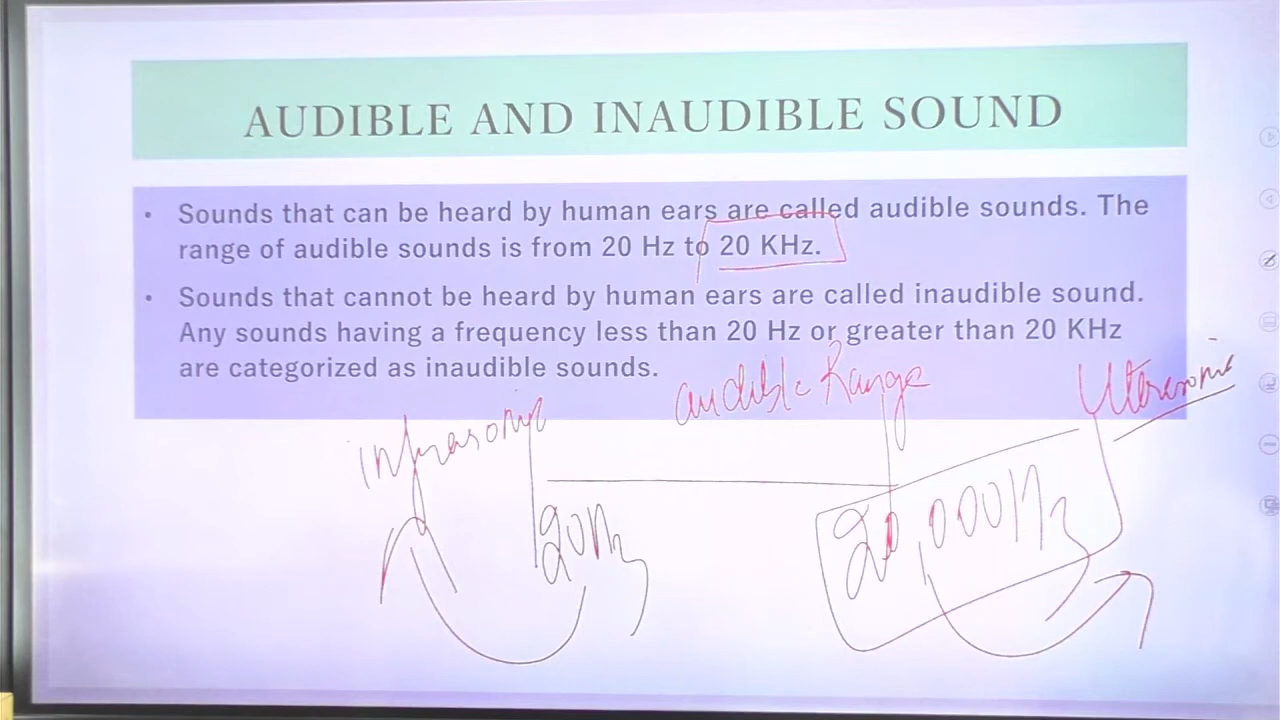 AUDIBLE AND INAUDIBLE SOUND
• Sounds that can be heard by human ears are called audible sounds. The
range of audible sounds is from 20 Hz to 20 KHz.
• Sounds that cannot be heard by human ears are called inaudible sound.
Any sounds having a frequency less than 20 Hz or greater than 20 KHz
are categorized as inaudible sounds.
audible Range
infrasonic
20Hz
20,000Hz